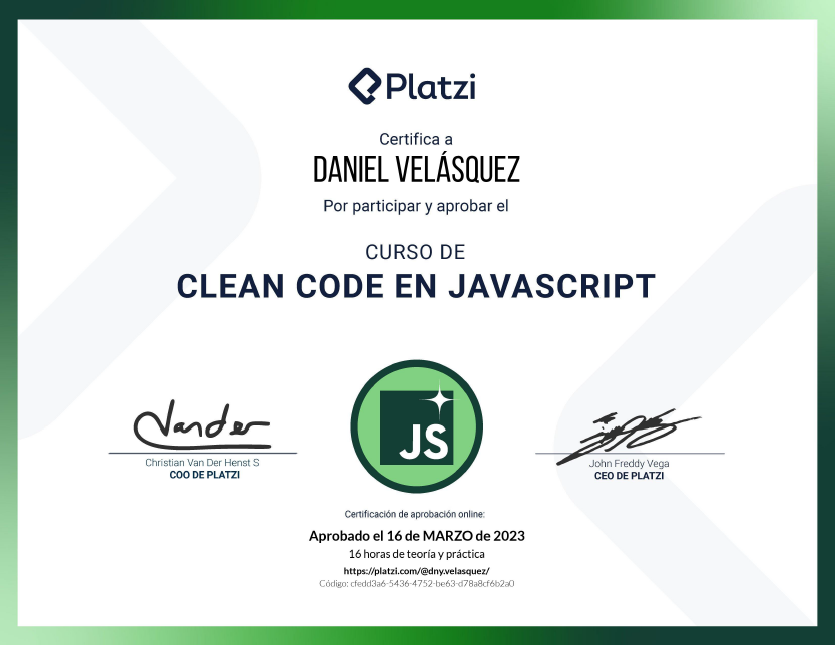 Platzi
Certifica a
DANIEL VELÁSQUEZ
Por participar y aprobar el
CURSO DE
CLEAN CODE EN JAVASCRIPT
JS
Vander
Christian Van Der Henst S
COO DE PLATZI
John Freddy Vega
CEO DE PLATZI
Certificación de aprobación online:
Aprobado el 16 de MARZO de 2023
16 horas de teoría y práctica
https://platzi.com/@dny.velasquez/
Código: cfedd3a6-5436-4752-be63-d78a8cf6b2a0